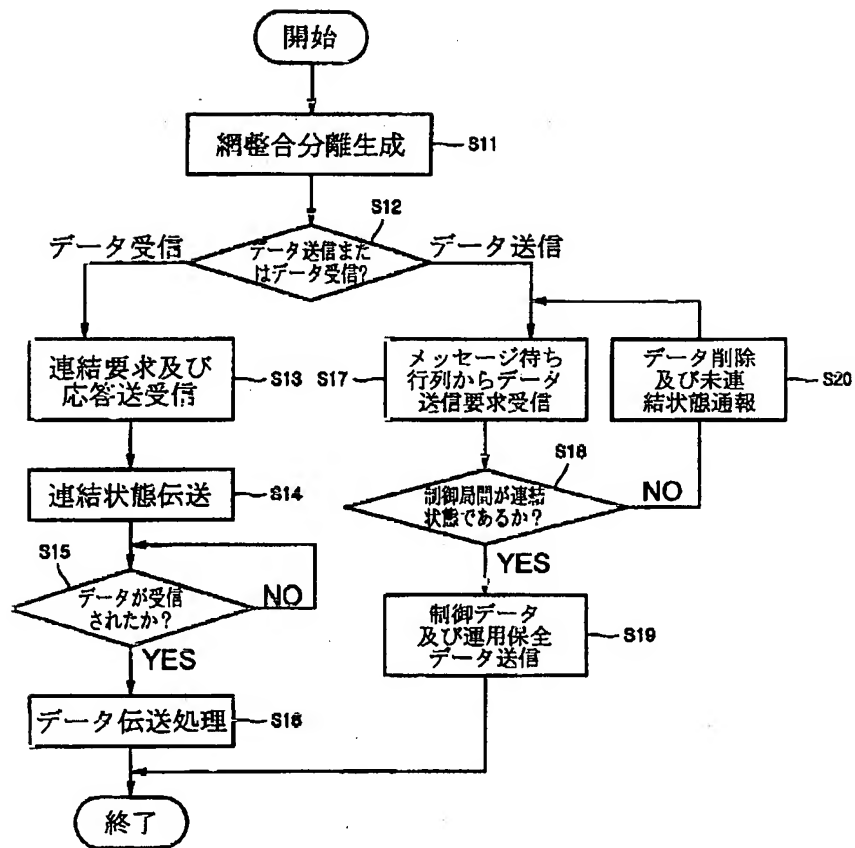 開始
網整合分離生成
S11
S12
データ受信
データ送信また
はデータ受信?
データ送信
連結要求及び
応答送受信
S13
S17
メッセージ待ち
行列からデータ
送信要求受信
データ削除
及び未連
結状態通報
S20
連結状態伝送
S14
S18
制御局間が連結
状態であるか?
NO
YES
S15
データが受信
されたか?
NO
YES
制御データ
及び運用保全
データ送信
S19
データ伝送処理
S16
終了